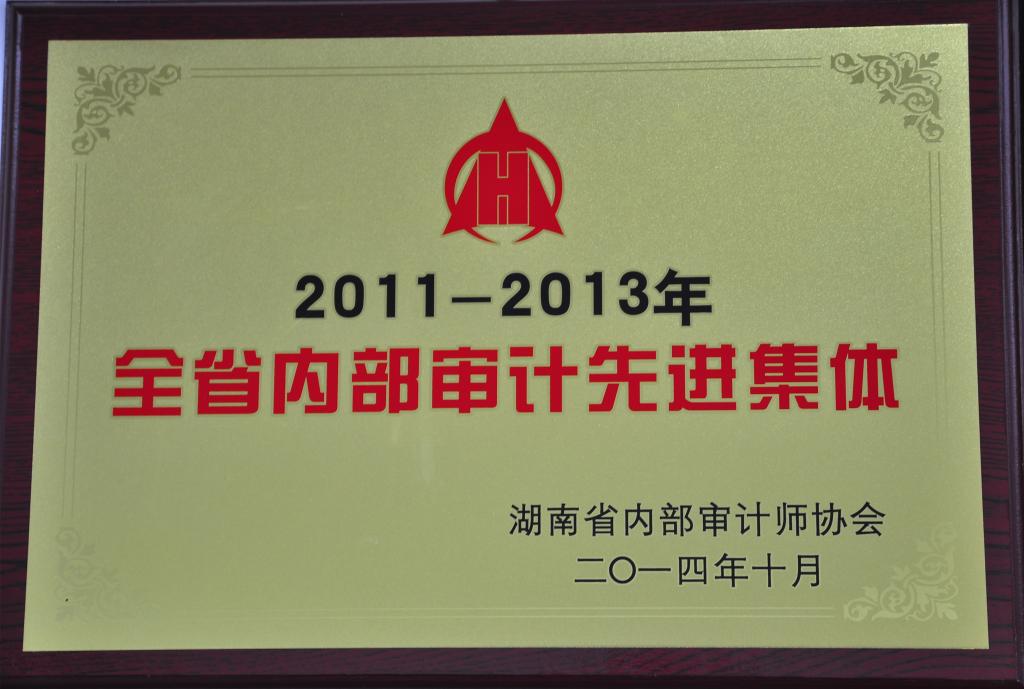 2011—2013年
全省内部审计先进集体
湖南省内部审计师协会
二〇一四年十月